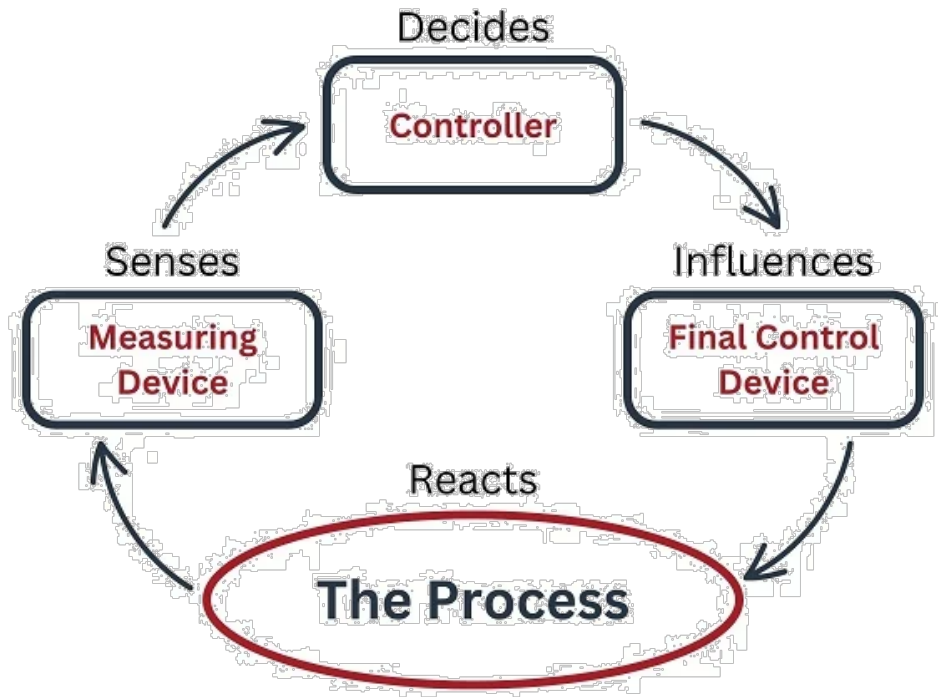 Decides
Controller
Senses
Influences
Measuring
Device
Final Control
Device
Reacts
The Process